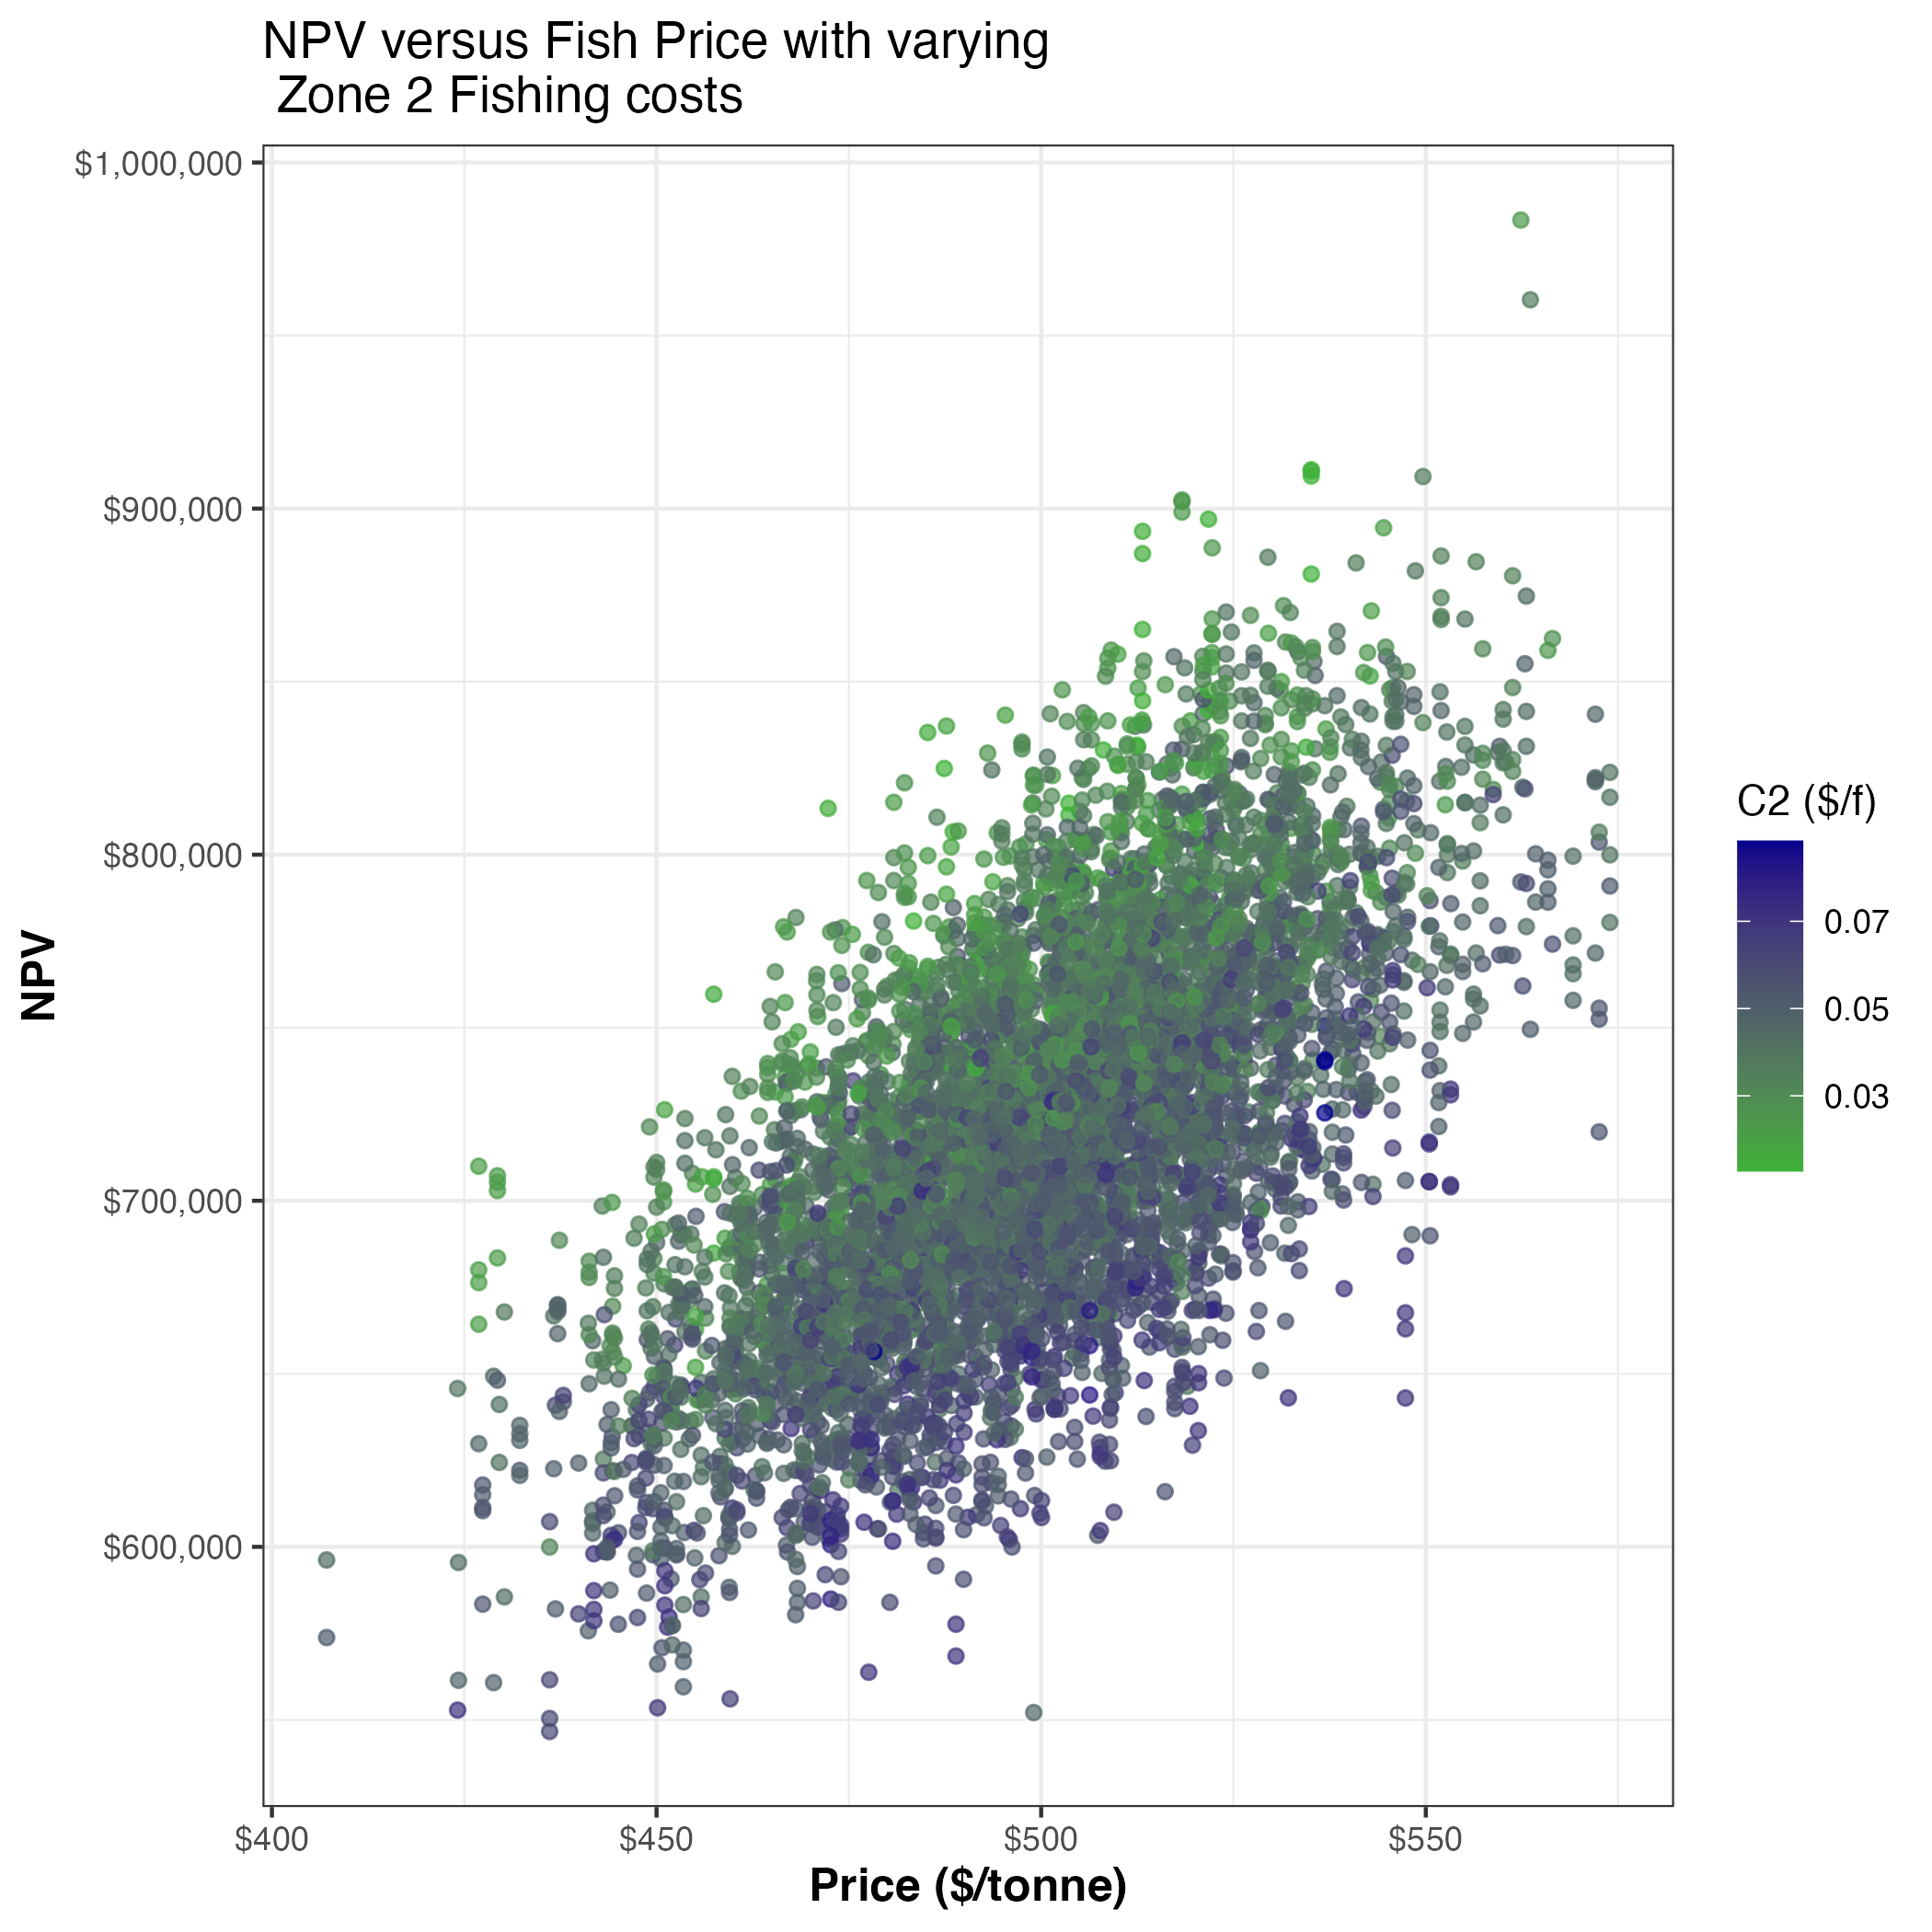 NPV versus Fish Price with varying
Zone 2 Fishing costs
$1,000,000
$900,000
$800,000
$700,000
$600,000
NPV
$400
$450
$500
$550
Price ($/tonne)
C2 ($/f)
0.07
0.05
0.03